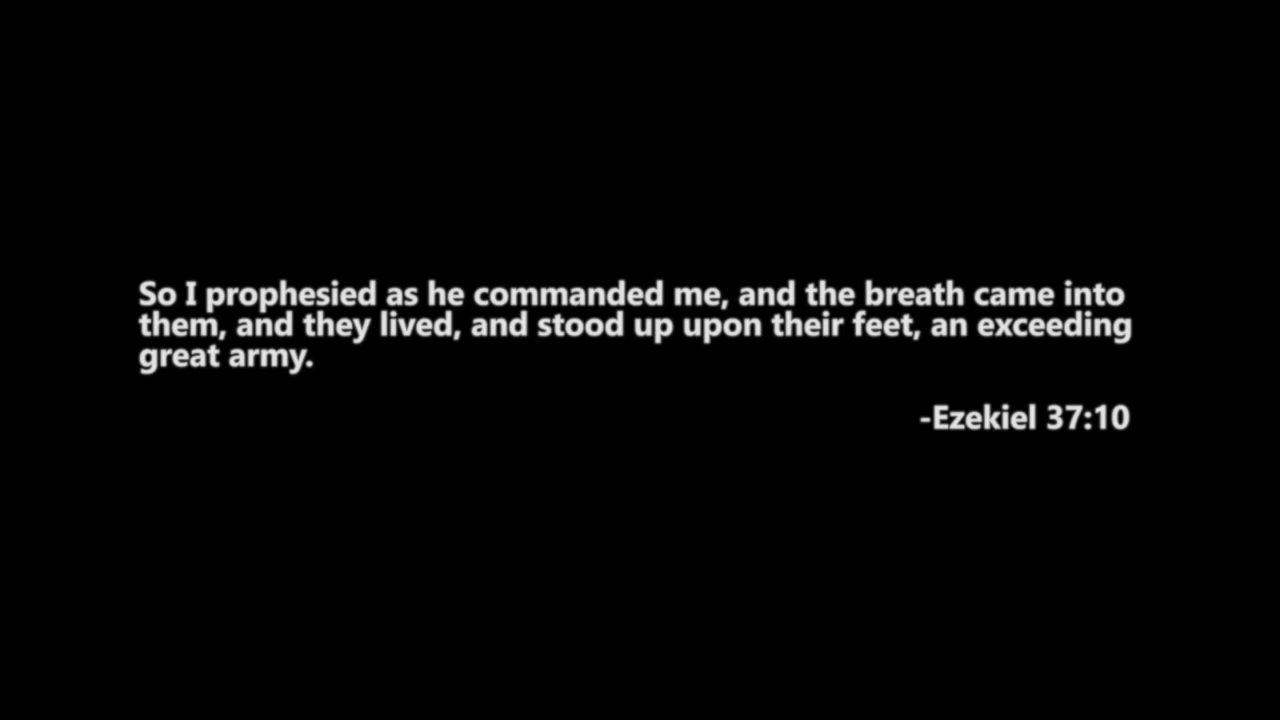 So I prophesied as he commanded me, and the breath came into
them, and they lived, and stood up upon their feet, an exceeding
great army.
-Ezekiel 37:10